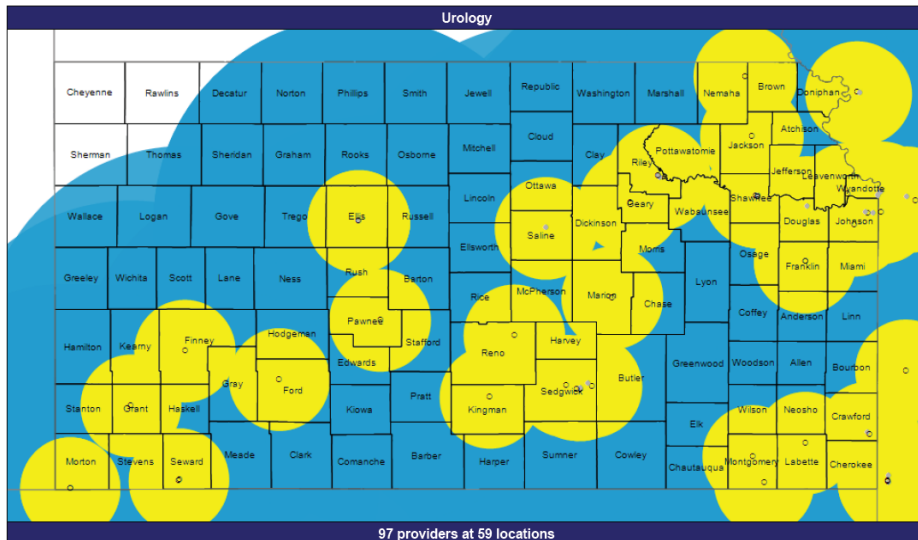 Urology
Cheyenne Rawlins Decatur Norton Phillips Smith Jewell Republic Washington Marshall Nemaha Brown Doniphan
Sherman Thomas Sheridan Graham Rooks Osborne Mitchell Cloud Clay Riley Pottawatomie Jackson Atchison
Jefferson Leavenworth Wyandotte
Wallace Logan Gove Trego Ellis Russell Lincoln Ottawa Saline Dickinson Geary Wabaunsee Shawnee Douglas Johnson
Greeley Wichita Scott Lane Ness Rush Barton Ellsworth McPherson Marion Morris Chase Lyon Osage Franklin Miami
Hamilton Kearny Finney Hodgeman Pawnee Stafford Rice Reno Harvey Coffey Anderson Linn
Stanton Grant Haskell Gray Ford Edwards Kiowa Pratt Kingman Sedgwick Butler Greenwood Woodson Allen Bourbon
Morton Stevens Seward Meade Clark Comanche Barber Harper Sumner Cowley Elk Chautauqua Wilson Neosho Crawford
Montgomery Labette Cherokee
97 providers at 59 locations